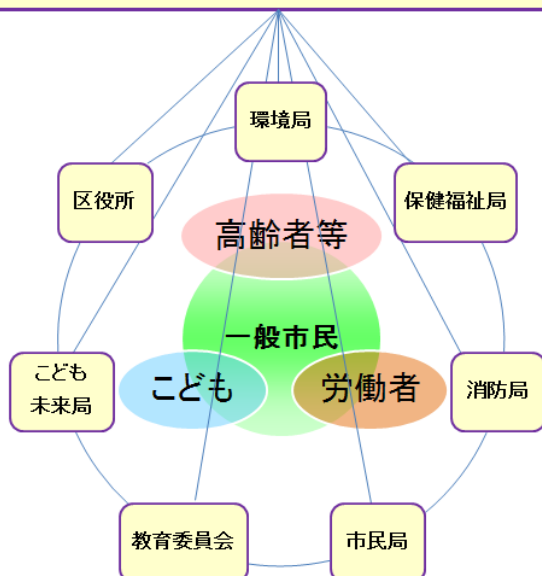 環境局
区役所
保健福祉局
高齢者等
一般市民
こども
未来局
こども
労働者
消防局
教育委員会
市民局